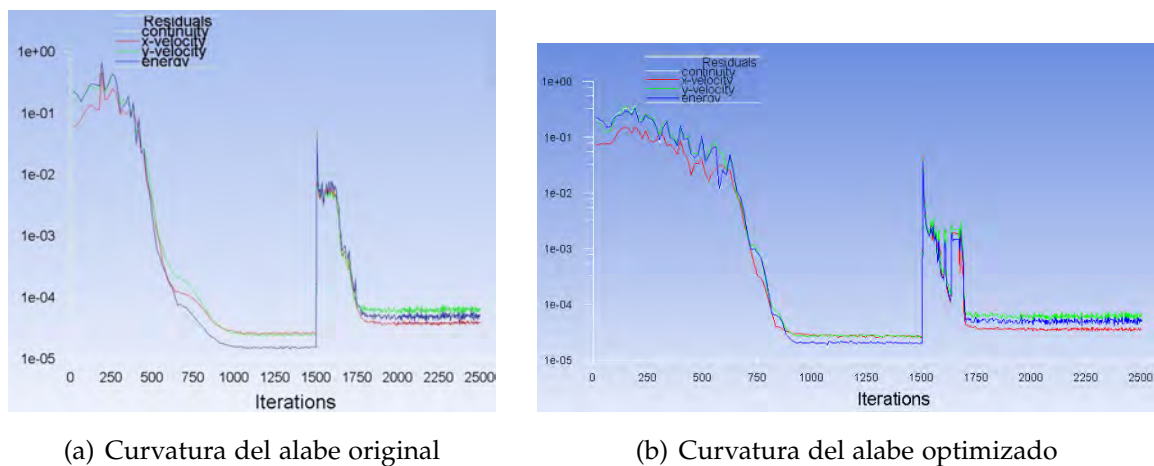 Residuals
continuity
x-velocity
y-velocity
energy
1e+00
1e-01
1e-02
1e-03
1e-04
1e-05
0 250 500 750 1000 1250 1500 1750 2000 2250 2500
Iterations
(a) Curvatura del alabe original
Residuals
continuity
x-velocity
y-velocity
energy
1e+00
1e-01
1e-02
1e-03
1e-04
1e-05
0 250 500 750 1000 1250 1500 1750 2000 2250 2500
Iterations
(b) Curvatura del alabe optimizado